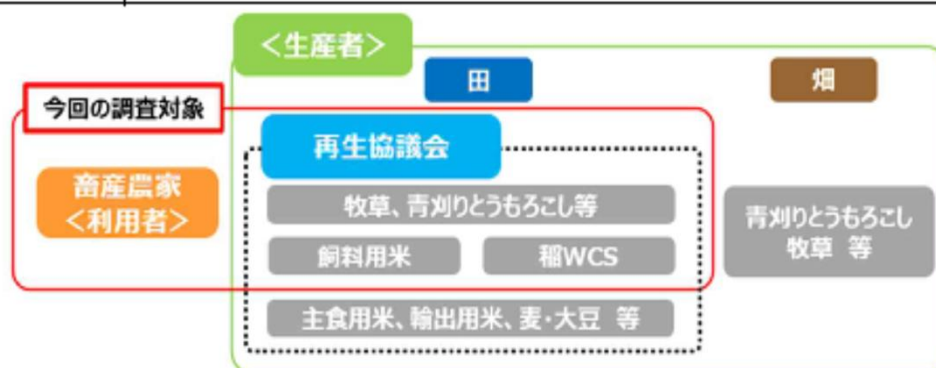 ＜生産者＞
田
畑
今回の調査対象
再生協議会
畜産農家
＜利用者＞
牧草、青刈りとうもろこし等
飼料用米
稲WCS
主食用米、輸出用米、麦・大豆 等
青刈りとうもろこし
牧草 等